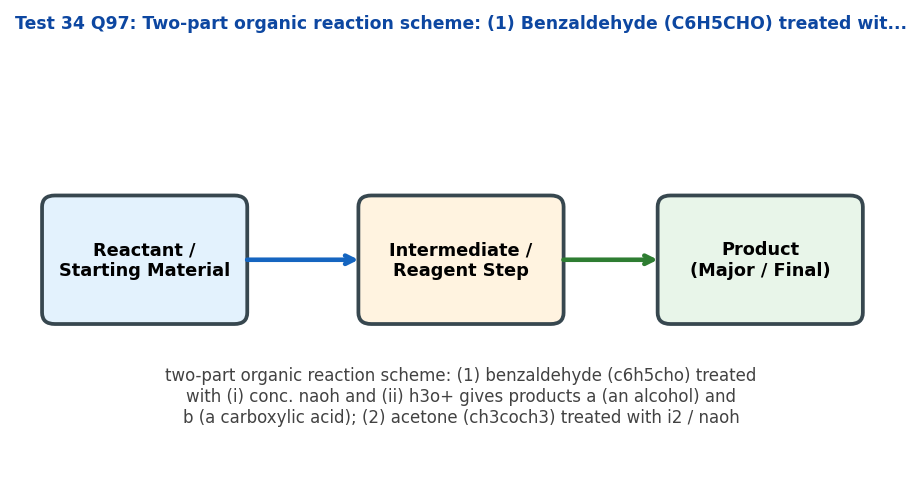 Test 34 Q97: Two-part organic reaction scheme: (1) Benzaldehyde (C6H5CHO) treated wit...
Reactant /
Starting Material
Intermediate /
Reagent Step
Product
(Major / Final)
two-part organic reaction scheme: (1) benzaldehyde (c6h5cho) treated
with (i) conc. naoh and (ii) h3o+ gives products a (an alcohol) and
b (a carboxylic acid); (2) acetone (ch3coch3) treated with i2 / naoh